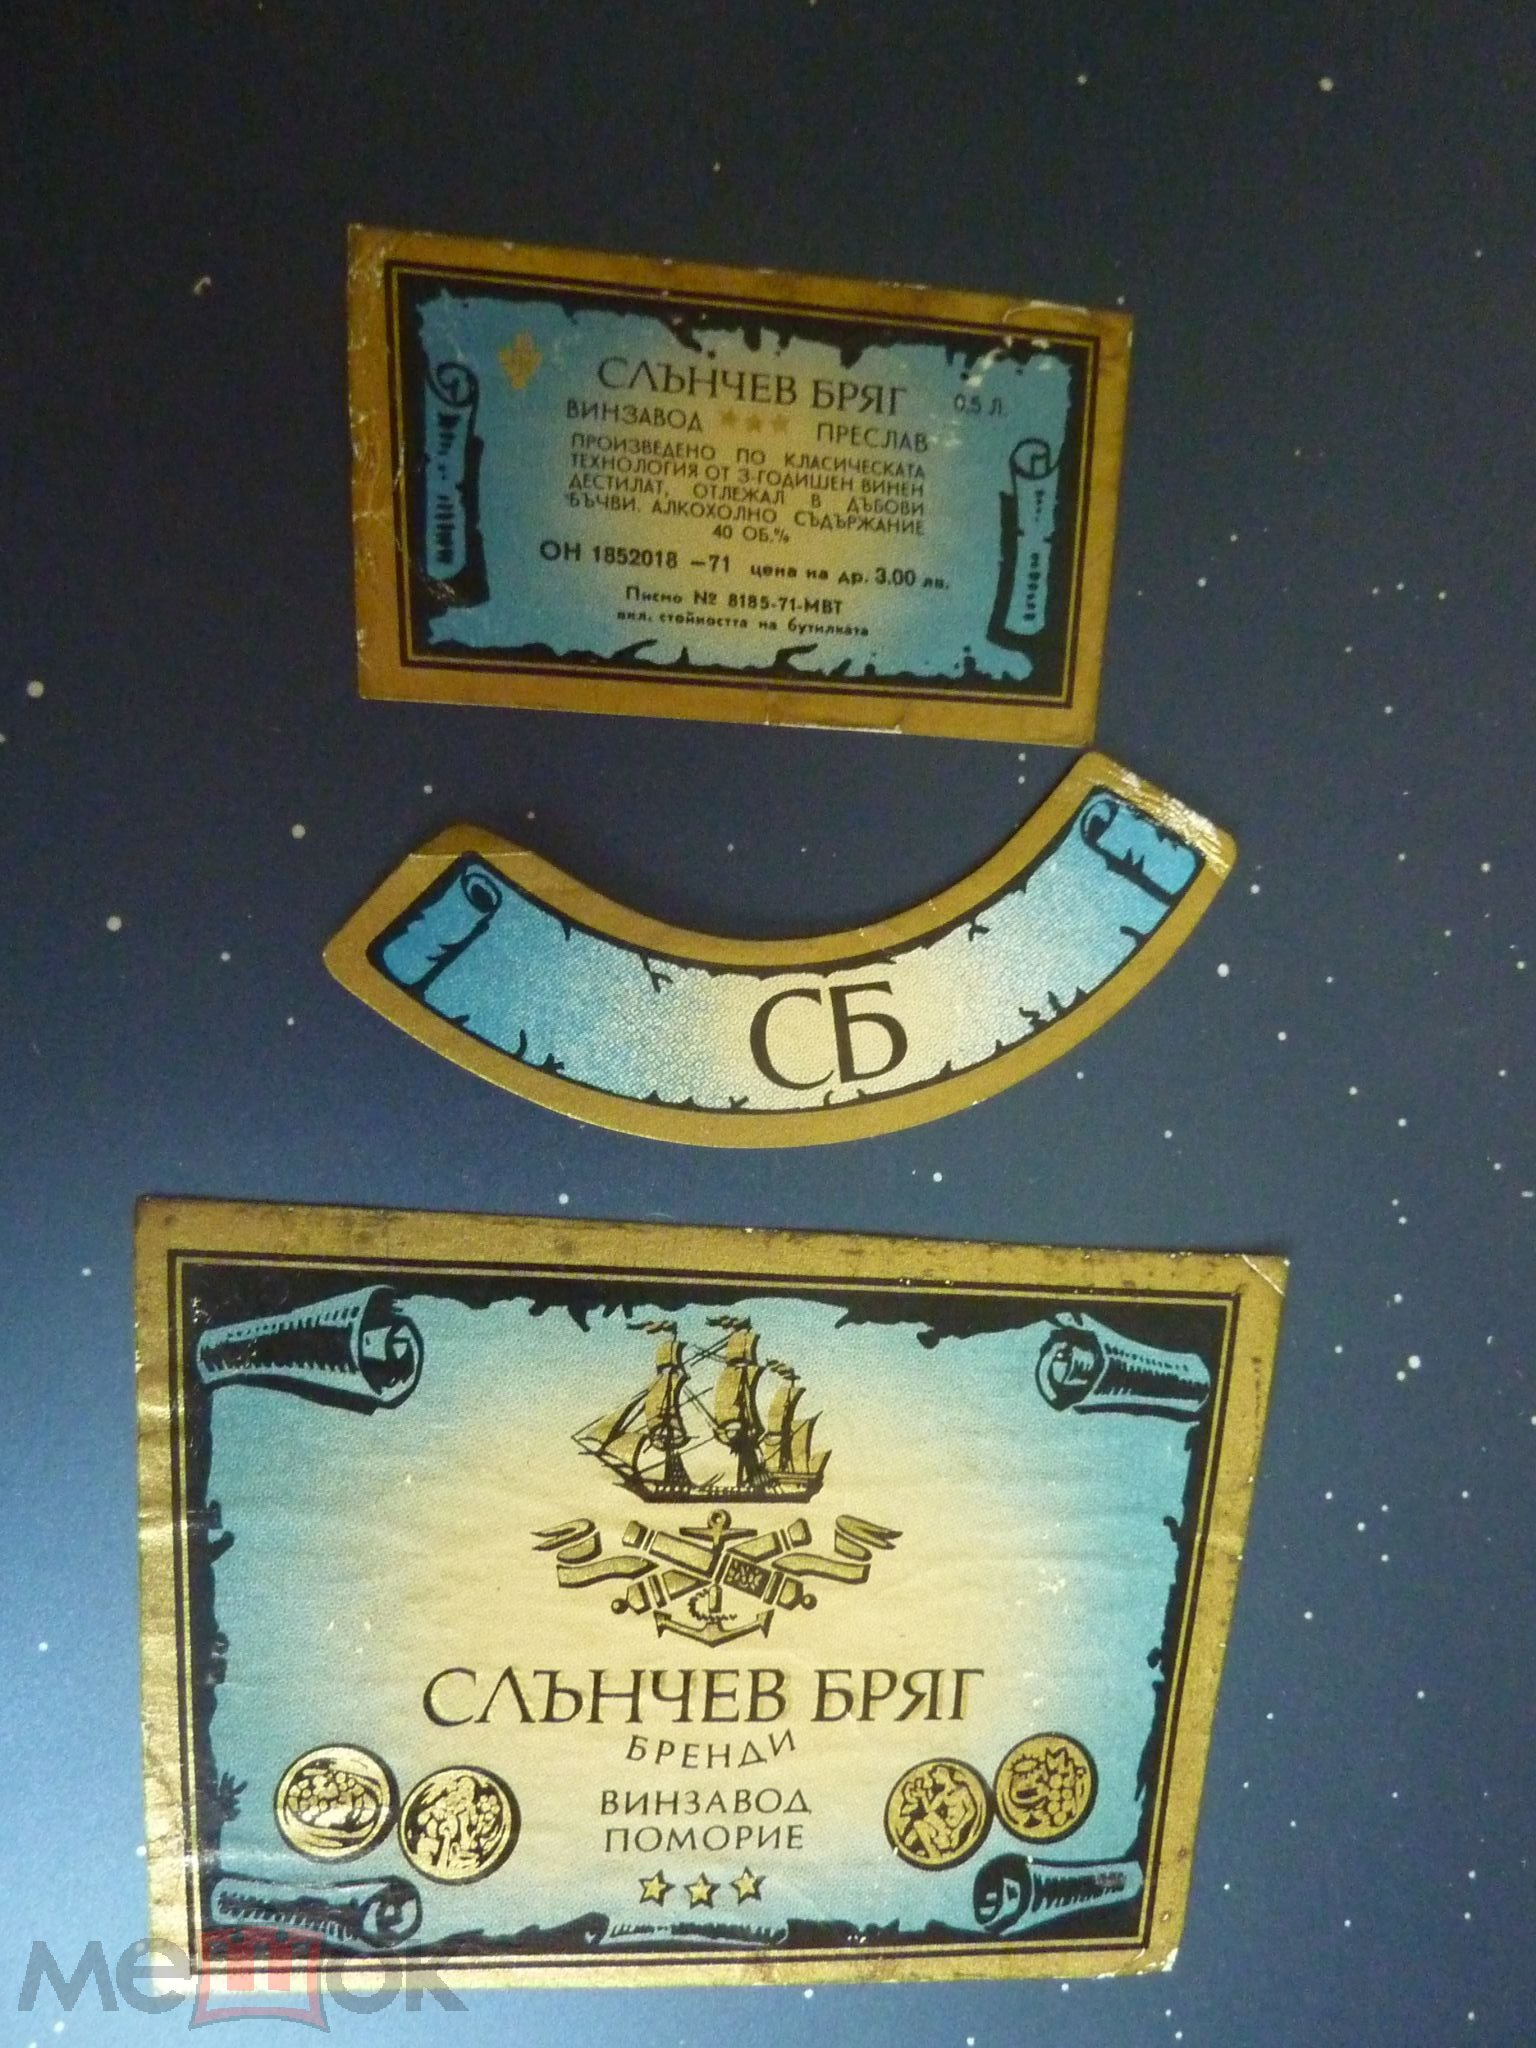 СЛЪНЧЕВ БРЯГ
0,5 Л.
ВИНЗАВОД *** ПРЕСЛАВ
ПРОИЗВЕДЕНО ПО КЛАСИЧЕСКАТА
ТЕХНОЛОГИЯ ОТ 3-ГОДИШЕН ВИНЕН
ДЕСТИЛАТ, ОТЛЕЖАЛ В ДЪБОВИ
БЪЧВИ. АЛКОХОЛНО СЪДЪРЖАНИЕ
40 ОБ.%
ОН 1852018 –71 цена на др. 3.00 лв.
Писмо № 8185-71-МВТ
вкл. стойността на бутилката
СБ
СЛЪНЧЕВ БРЯГ
БРЕНДИ
ВИНЗАВОД
ПОМОРИЕ
мешок